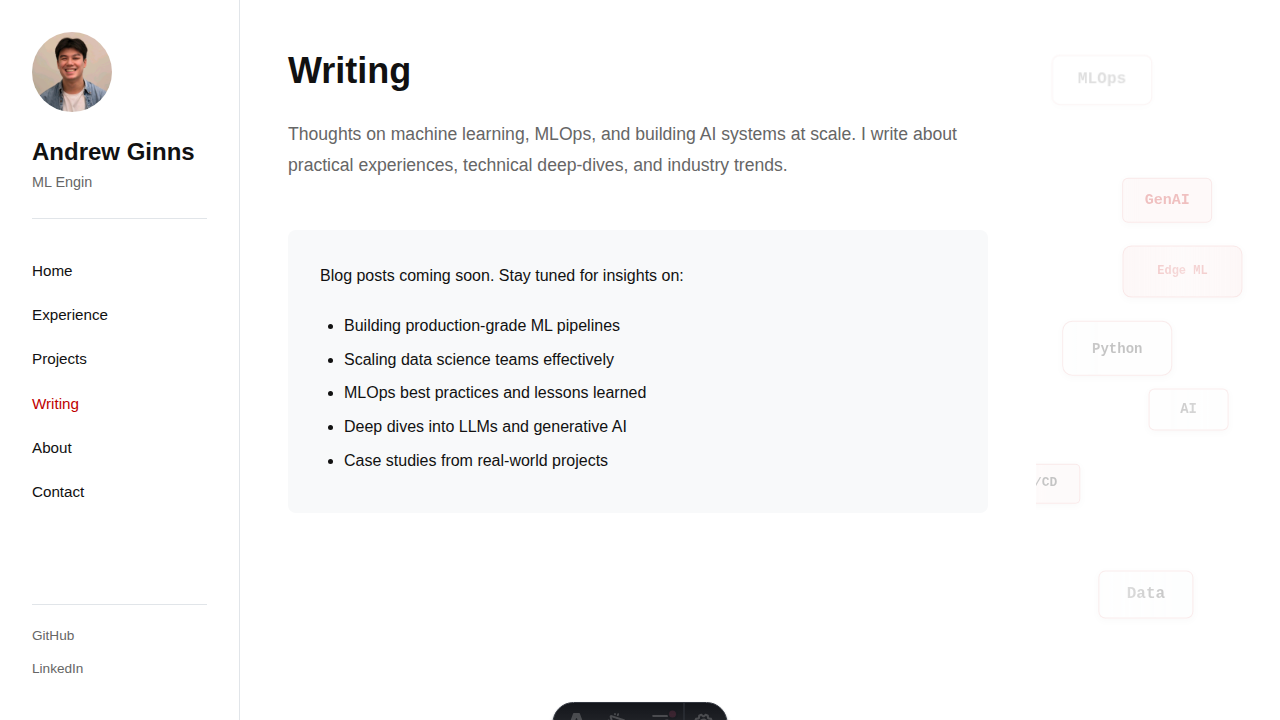 Andrew Ginns
ML Engin
Home
Experience
Projects
Writing
About
Contact
GitHub
LinkedIn
Writing
Thoughts on machine learning, MLOps, and building AI systems at scale. I write about
practical experiences, technical deep-dives, and industry trends.
Blog posts coming soon. Stay tuned for insights on:
Building production-grade ML pipelines
Scaling data science teams effectively
MLOps best practices and lessons learned
Deep dives into LLMs and generative AI
Case studies from real-world projects
MLOps
GenAI
Edge ML
Python
AI
/CD
Data